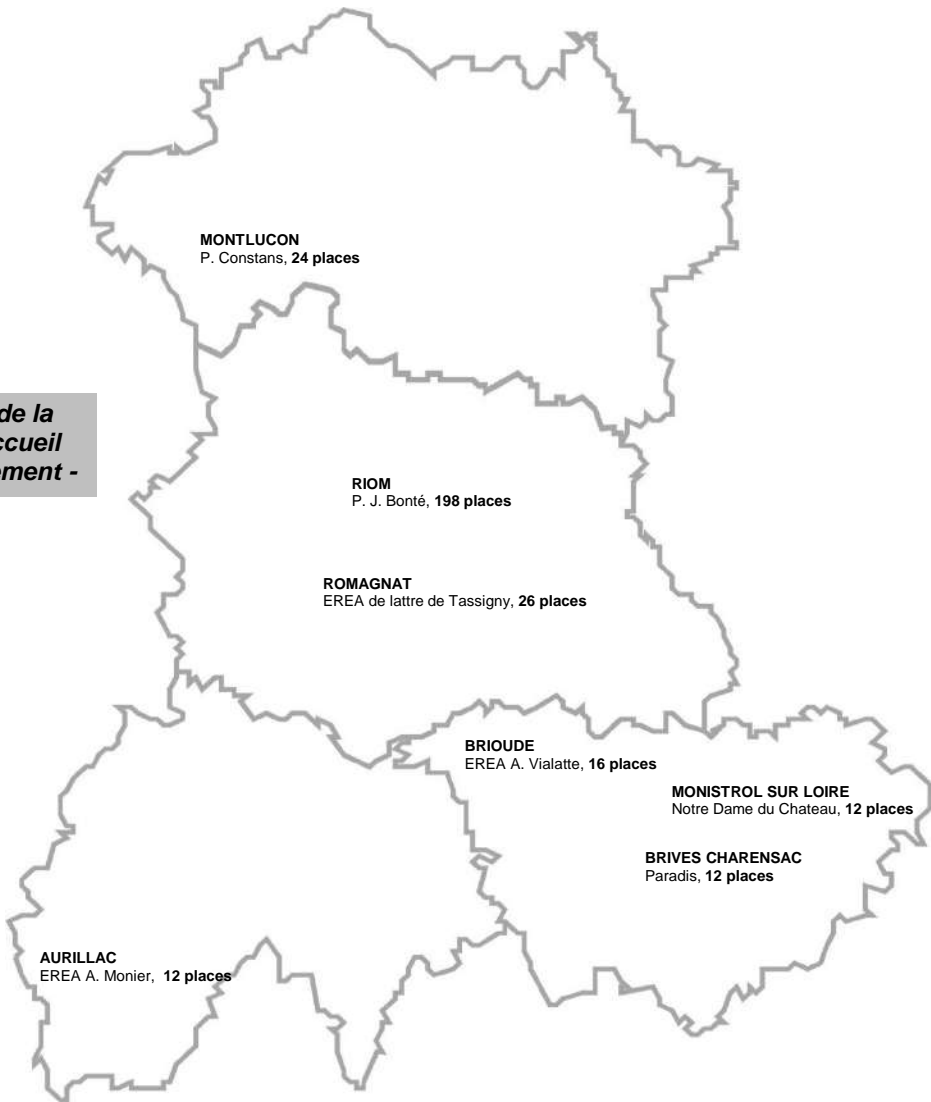 MONTLUCON
P. Constans, 24 places
de la
ccueil
ement -
RIOM
P. J. Bonté, 198 places
ROMAGNAT
EREA de lattre de Tassigny, 26 places
BRIOUDE
EREA A. Vialatte, 16 places
MONISTROL SUR LOIRE
Notre Dame du Chateau, 12 places
BRIVES CHARENSAC
Paradis, 12 places
AURILLAC
EREA A. Monier, 12 places